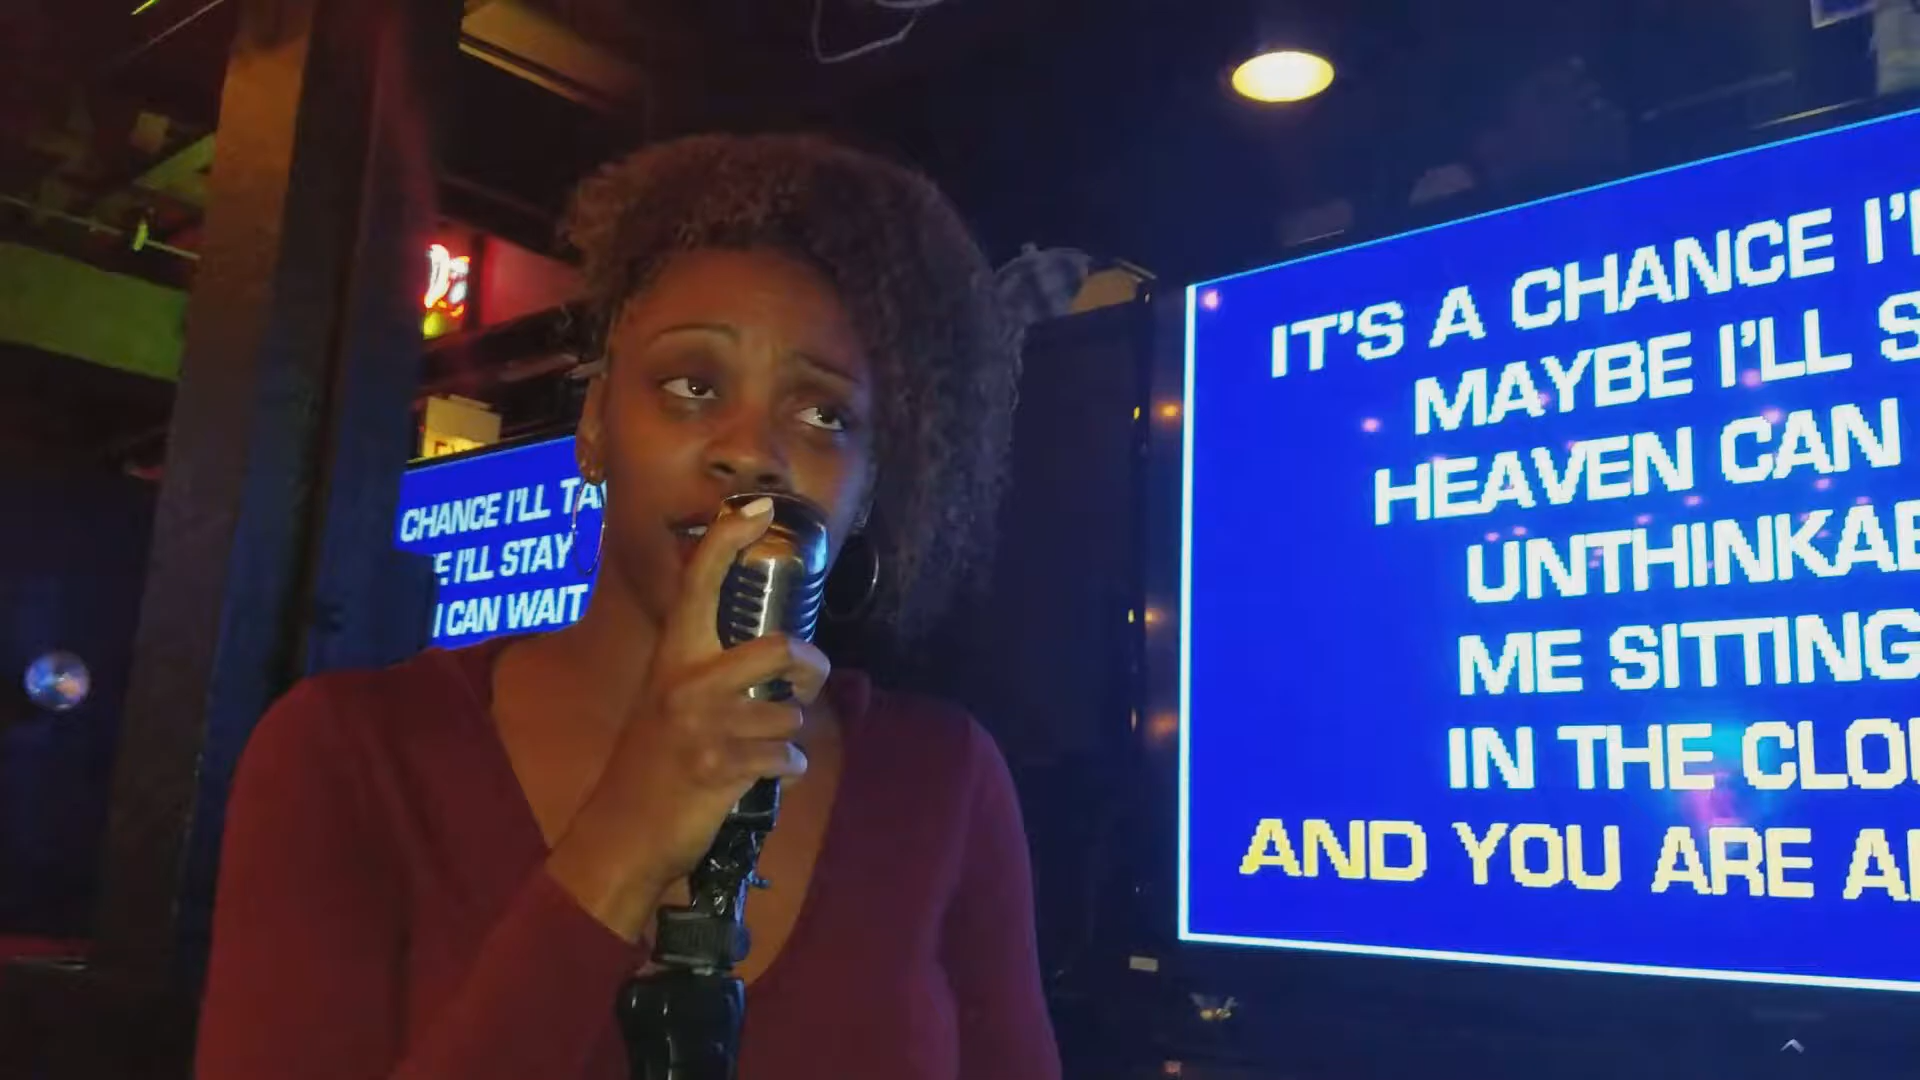 CHANCE I'LL TA
E I'LL STAY
I CAN WAIT
IT'S A CHANCE I'
MAYBE I'LL S
HEAVEN CAN
UNTHINKAB
ME SITTING
IN THE CLO
AND YOU ARE A